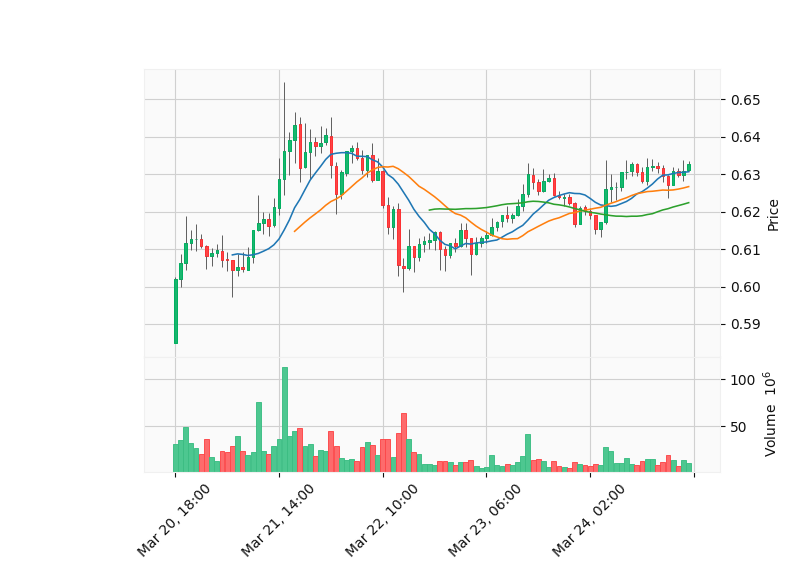 0.65
0.64
0.63
0.62
0.61
0.60
0.59
Price
100
50
Volume 10^6
Mar 20, 18:00
Mar 21, 14:00
Mar 22, 10:00
Mar 23, 06:00
Mar 24, 02:00